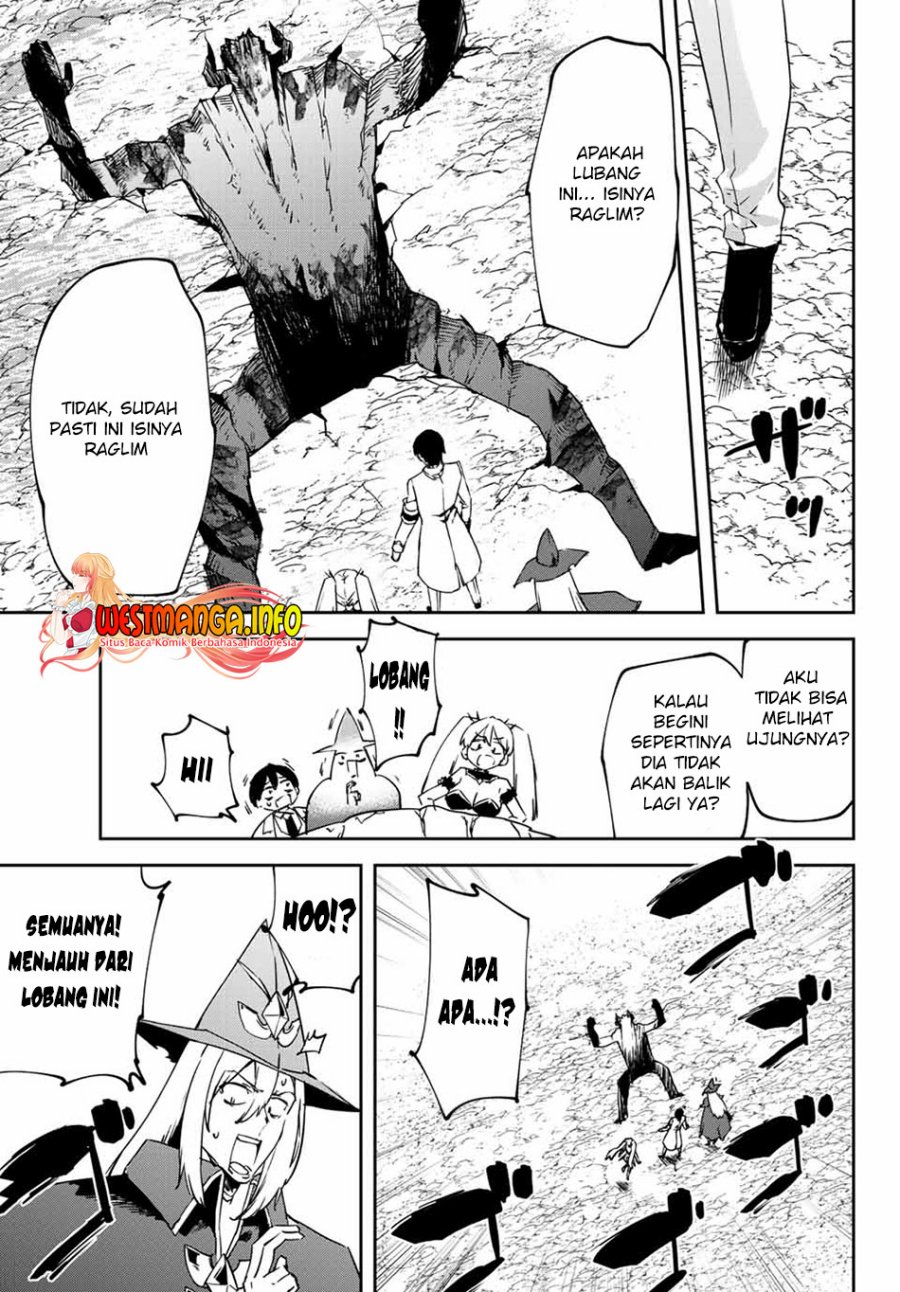 APAKAH
LUBANG
INI... ISINYA
RAGLIM?
TIDAK, SUDAH
PASTI INI ISINYA
RAGLIM
ザッ
WESTMANGA.INFO
Situs Baca Komik Berbahasa Indonesia
AKU
TIDAK BISA
MELIHAT
UJUNGNYA?
KALAU
BEGINI
SEPERTINYA
DIA TIDAK
AKAN BALIK
LAGI YA?
LOBANG
!!
HII
ADA
APA...!?
HOO!?
SEMUANYA!
MENJAUH DARI
LOBANG INI!